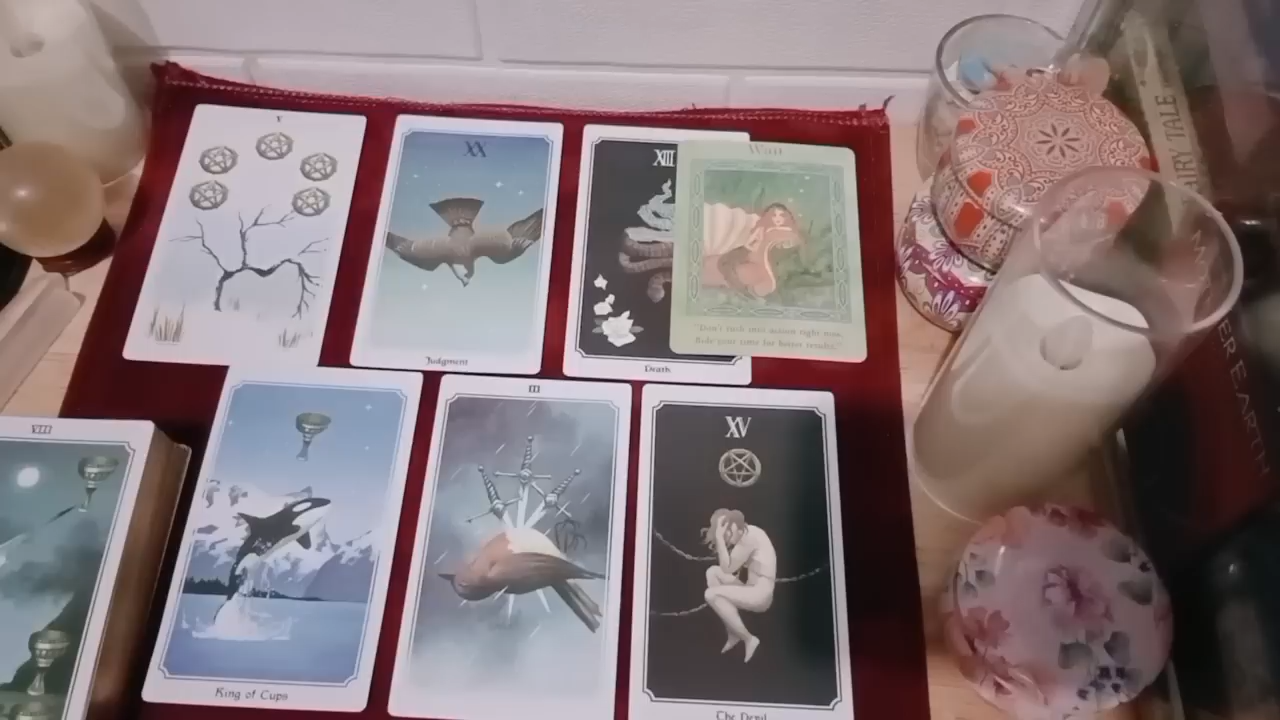 V
XX
Judgment
XIII
Death
Wait
"Don't rush into action right now.
Bide your time for better results."
VIII
King of Cups
III
XV
The Devil
FAIRY TALE
EARTH